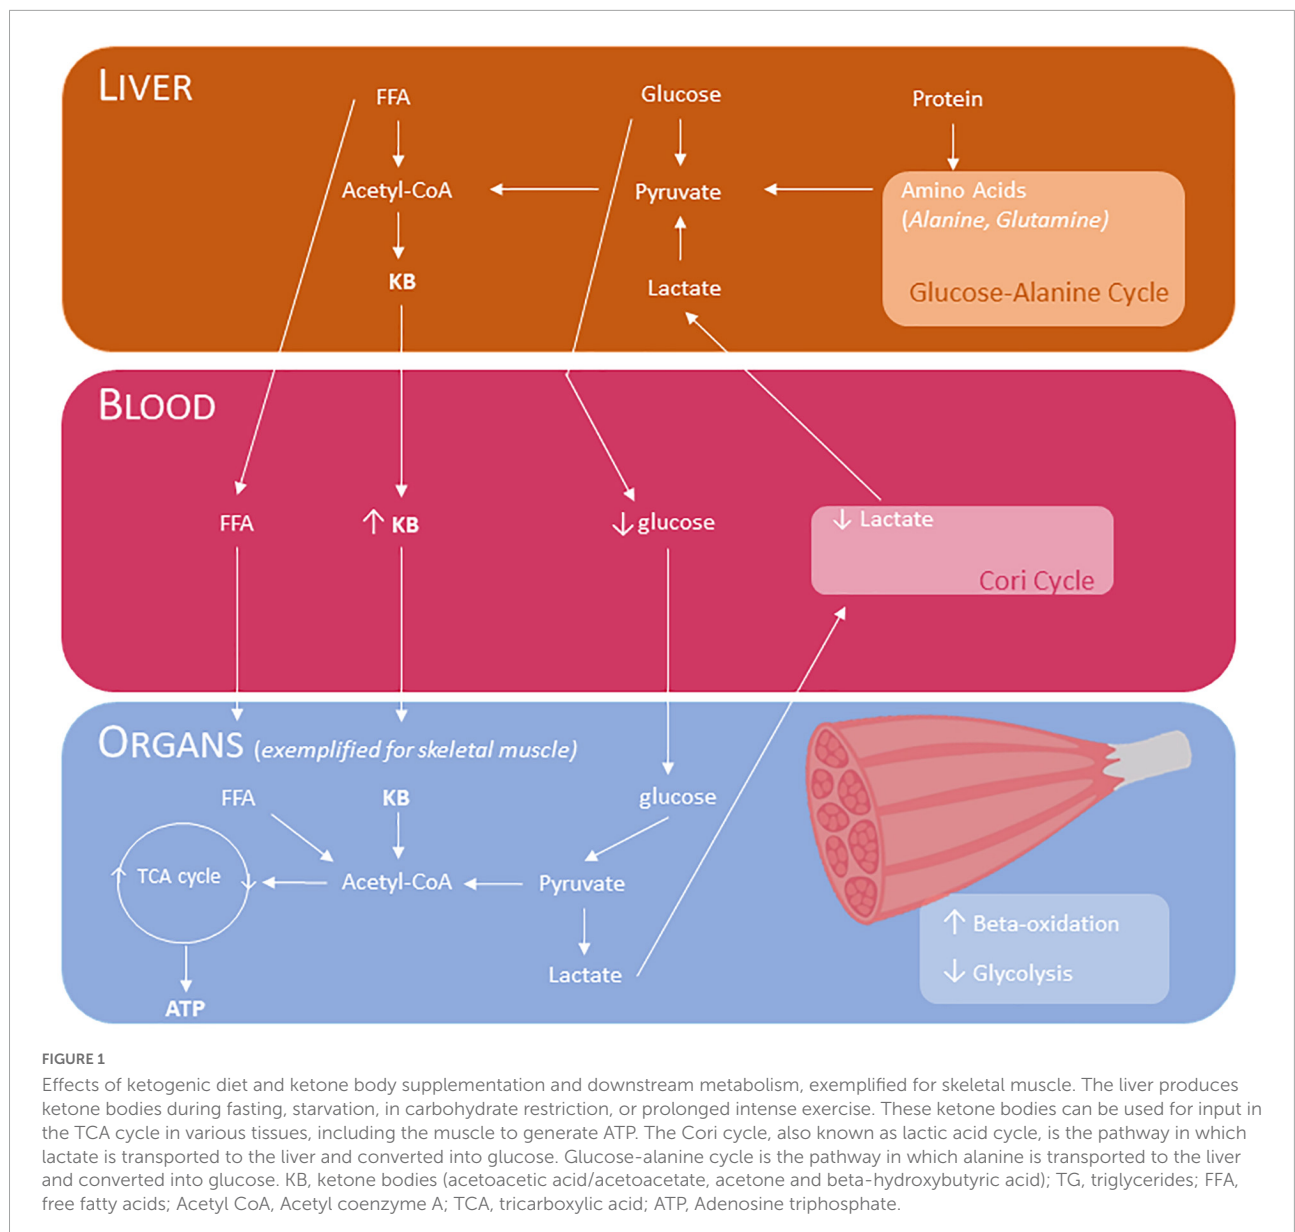 LIVER
FFA
Glucose
Protein
Acetyl-CoA
Pyruvate
Amino Acids
(Alanine, Glutamine)
KB
Lactate
Glucose-Alanine Cycle
BLOOD
FFA
↑ KB
↓ glucose
↓ Lactate
Cori Cycle
ORGANS (exemplified for skeletal muscle)
FFA
KB
glucose
↑ TCA cycle ↓
Acetyl-CoA
Pyruvate
↑ Beta-oxidation
Lactate
↓ Glycolysis
ATP
FIGURE 1
Effects of ketogenic diet and ketone body supplementation and downstream metabolism, exemplified for skeletal muscle. The liver produces
ketone bodies during fasting, starvation, in carbohydrate restriction, or prolonged intense exercise. These ketone bodies can be used for input in
the TCA cycle in various tissues, including the muscle to generate ATP. The Cori cycle, also known as lactic acid cycle, is the pathway in which
lactate is transported to the liver and converted into glucose. Glucose-alanine cycle is the pathway in which alanine is transported to the liver
and converted into glucose. KB, ketone bodies (acetoacetic acid/acetoacetate, acetone and beta-hydroxybutyric acid); TG, triglycerides; FFA,
free fatty acids; Acetyl CoA, Acetyl coenzyme A; TCA, tricarboxylic acid; ATP, Adenosine triphosphate.